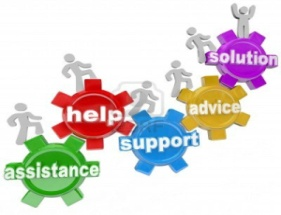 solution
advice
help
support
assistance